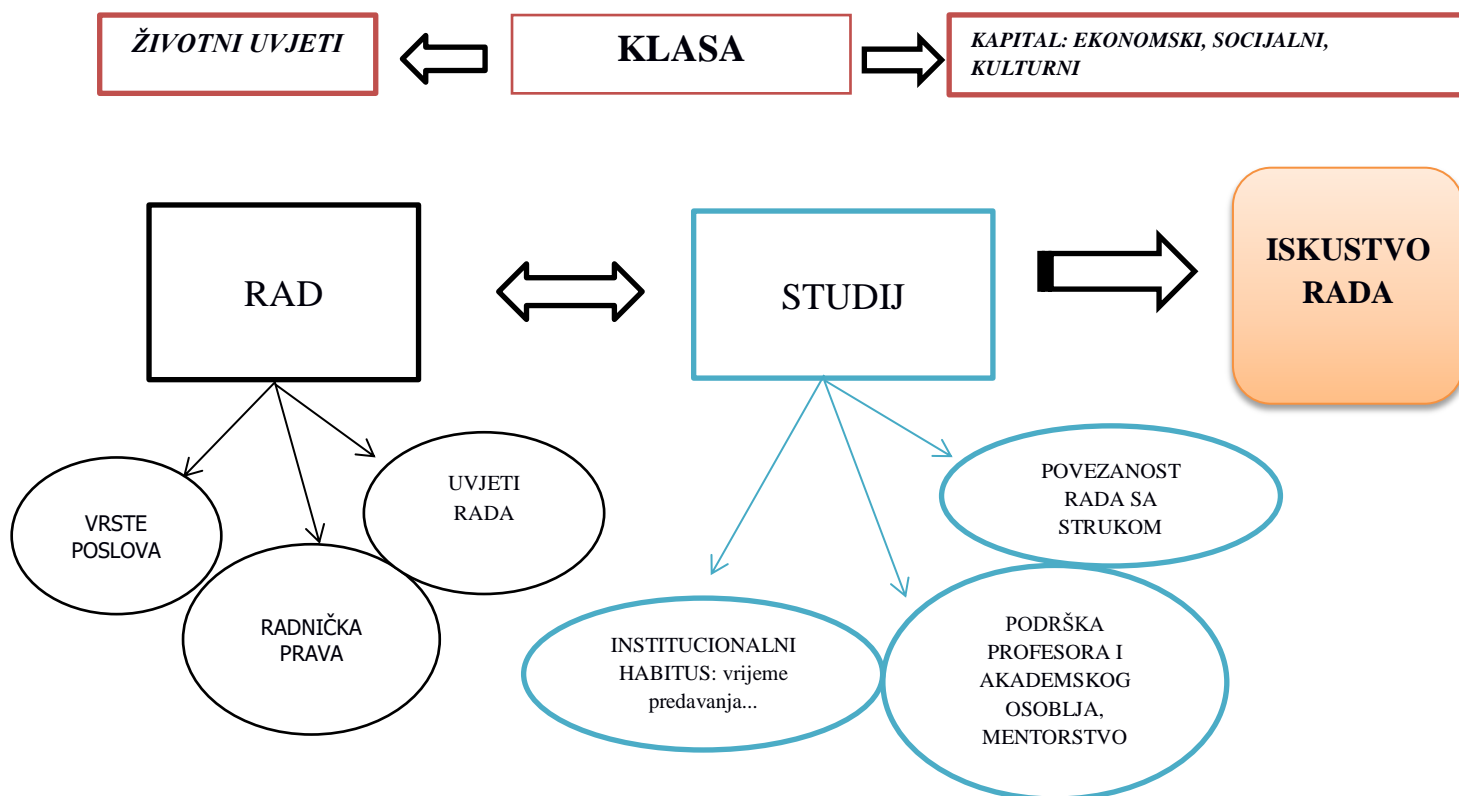 ŽIVOTNI UVJETI
KLASA
KAPITAL: EKONOMSKI, SOCIJALNI,
KULTURNI
RAD
STUDIJ
ISKUSTVO
RADA
VRSTE
POSLOVA
UVJETI
RADA
RADNIČKA
PRAVA
POVEZANOST
RADA SA
STRUKOM
INSTITUCIONALNI
HABITUS: vrijeme
predavanja...
PODRŠKA
PROFESORA I
AKADEMSKOG
OSOBLJA,
MENTORSTVO